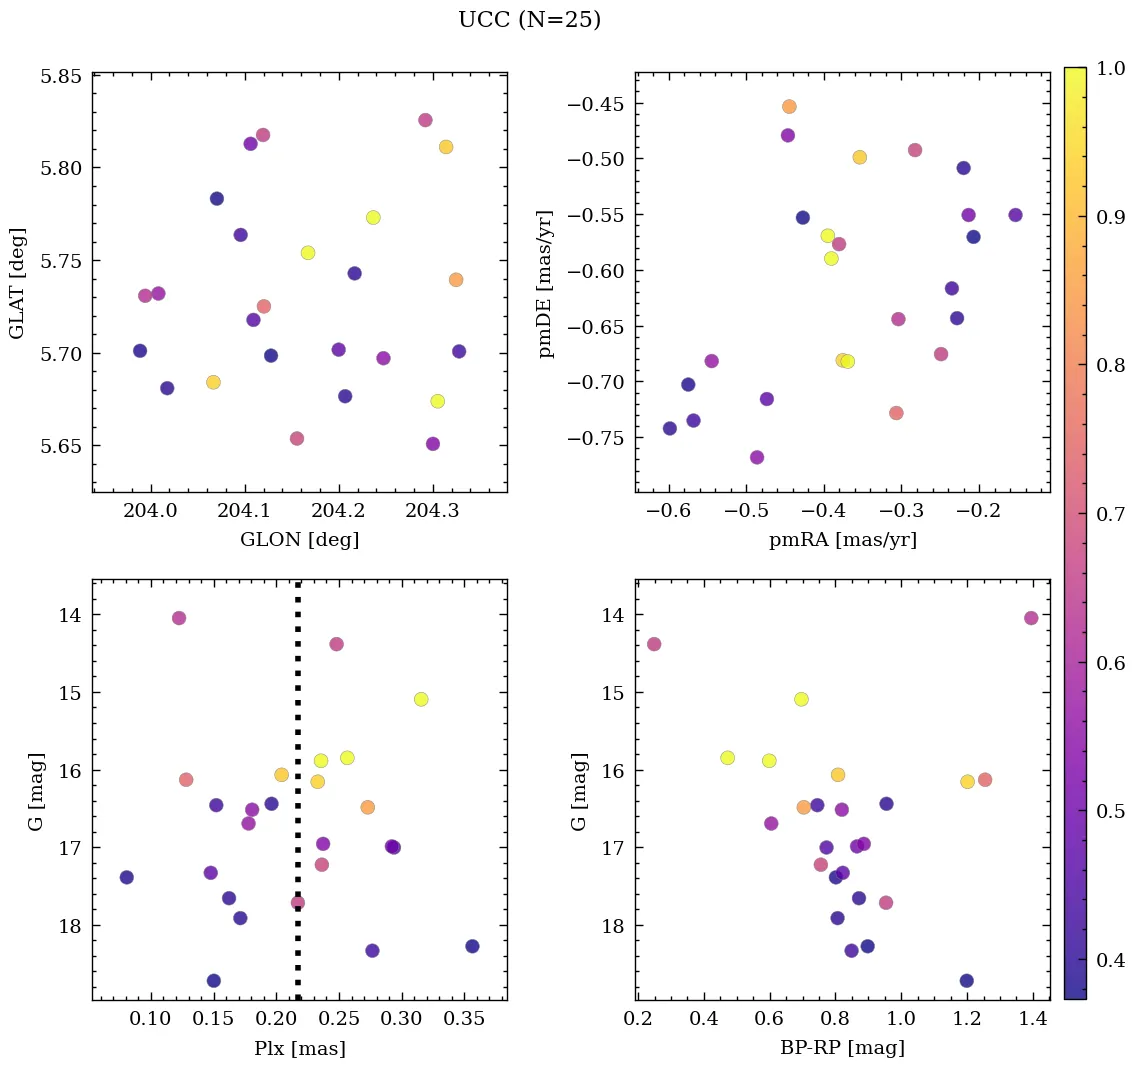 UCC (N=25)
5.85
5.80
5.75
5.70
5.65
GLAT [deg]
204.0 204.1 204.2 204.3
GLON [deg]
−0.45
−0.50
−0.55
−0.60
−0.65
−0.70
−0.75
pmDE [mas/yr]
−0.6 −0.5 −0.4 −0.3 −0.2
pmRA [mas/yr]
14
15
16
17
18
G [mag]
0.10 0.15 0.20 0.25 0.30 0.35
Plx [mas]
14
15
16
17
18
G [mag]
0.2 0.4 0.6 0.8 1.0 1.2 1.4
BP-RP [mag]
1.0
0.9
0.8
0.7
0.6
0.5
0.4